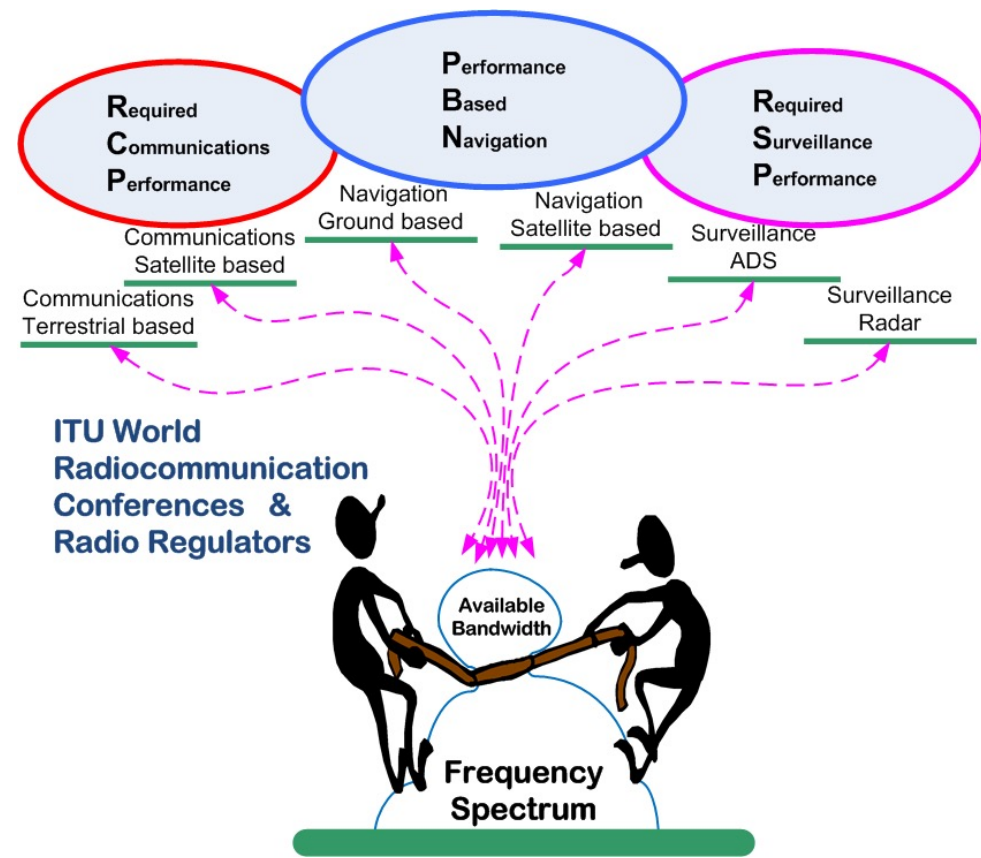 Required
Communications
Performance
Performance
Based
Navigation
Required
Surveillance
Performance
Communications
Terrestrial based
Communications
Satellite based
Navigation
Ground based
Navigation
Satellite based
Surveillance
ADS
Surveillance
Radar
ITU World
Radiocommunication
Conferences &
Radio Regulators
Available
Bandwidth
Frequency
Spectrum